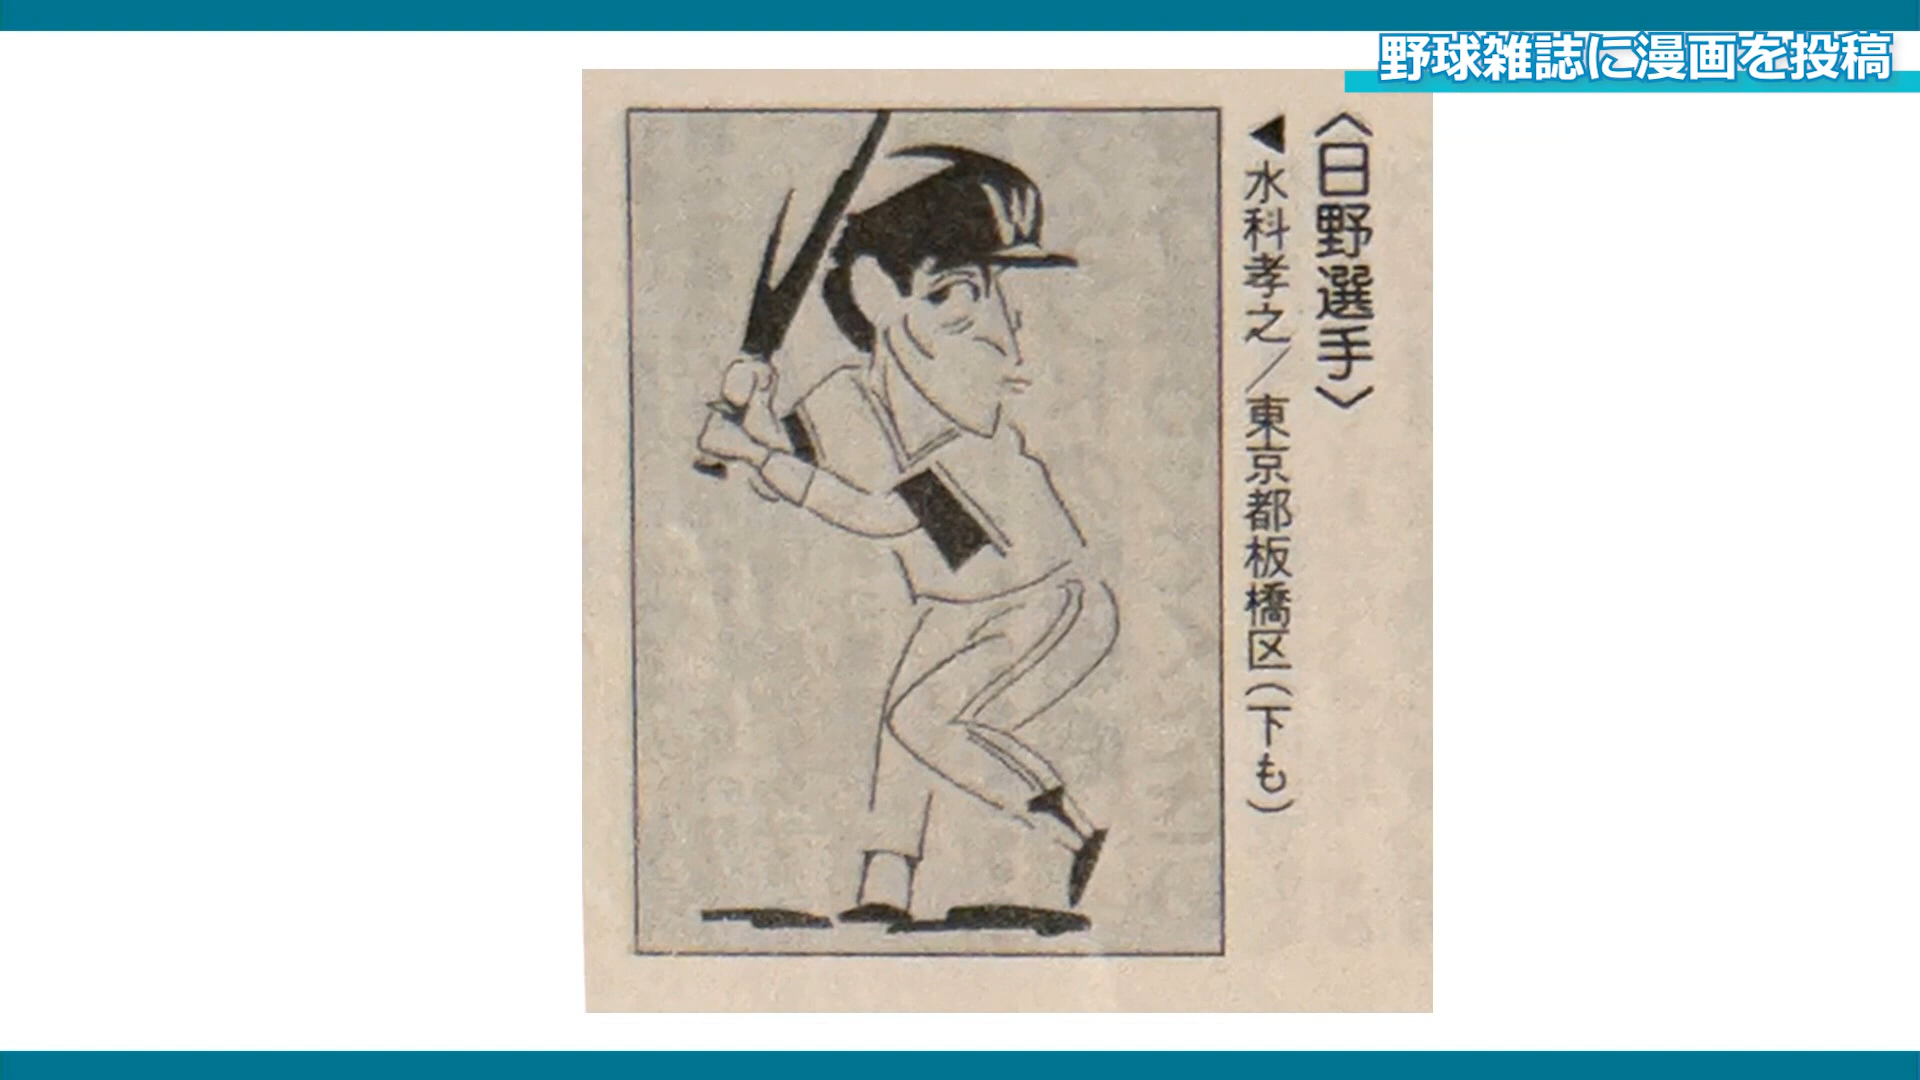 野球雑誌に漫画を投稿
〈日野選手〉
◀水科孝之／東京都板橋区（下も）
W